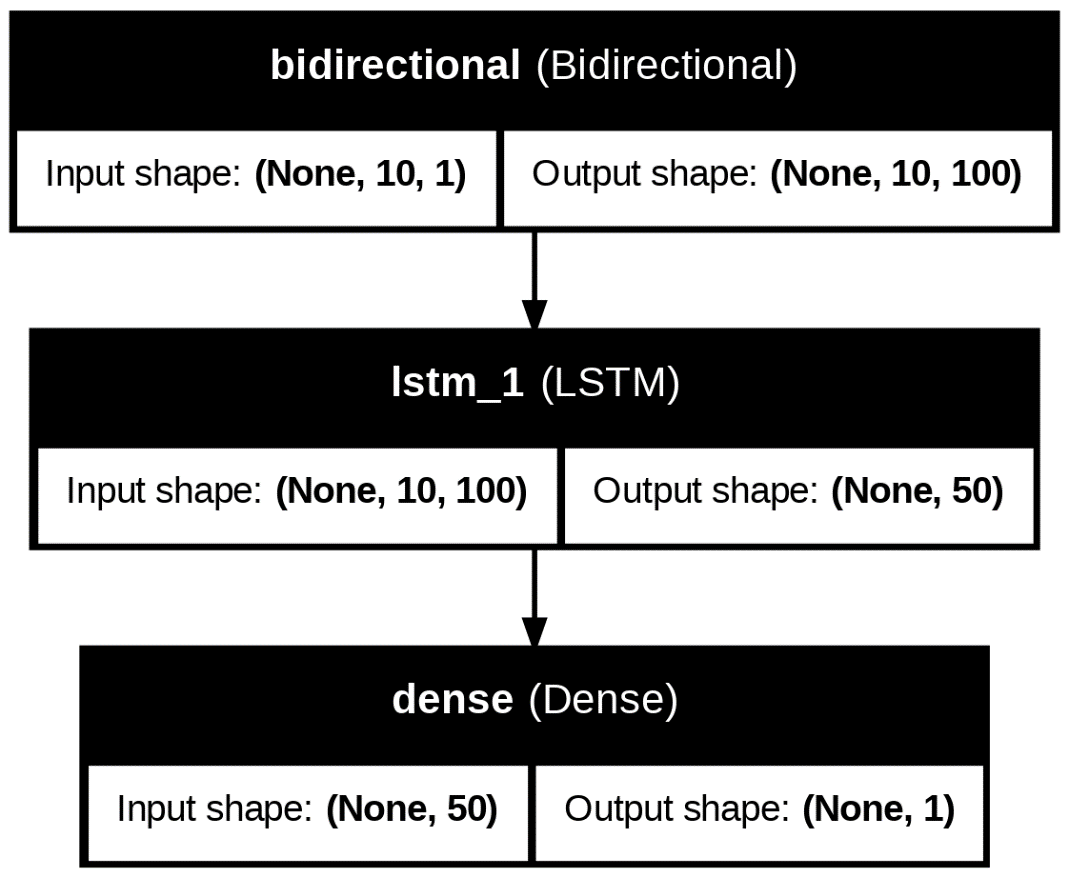 bidirectional (Bidirectional)
Input shape: (None, 10, 1)
Output shape: (None, 10, 100)
lstm_1 (LSTM)
Input shape: (None, 10, 100)
Output shape: (None, 50)
dense (Dense)
Input shape: (None, 50)
Output shape: (None, 1)